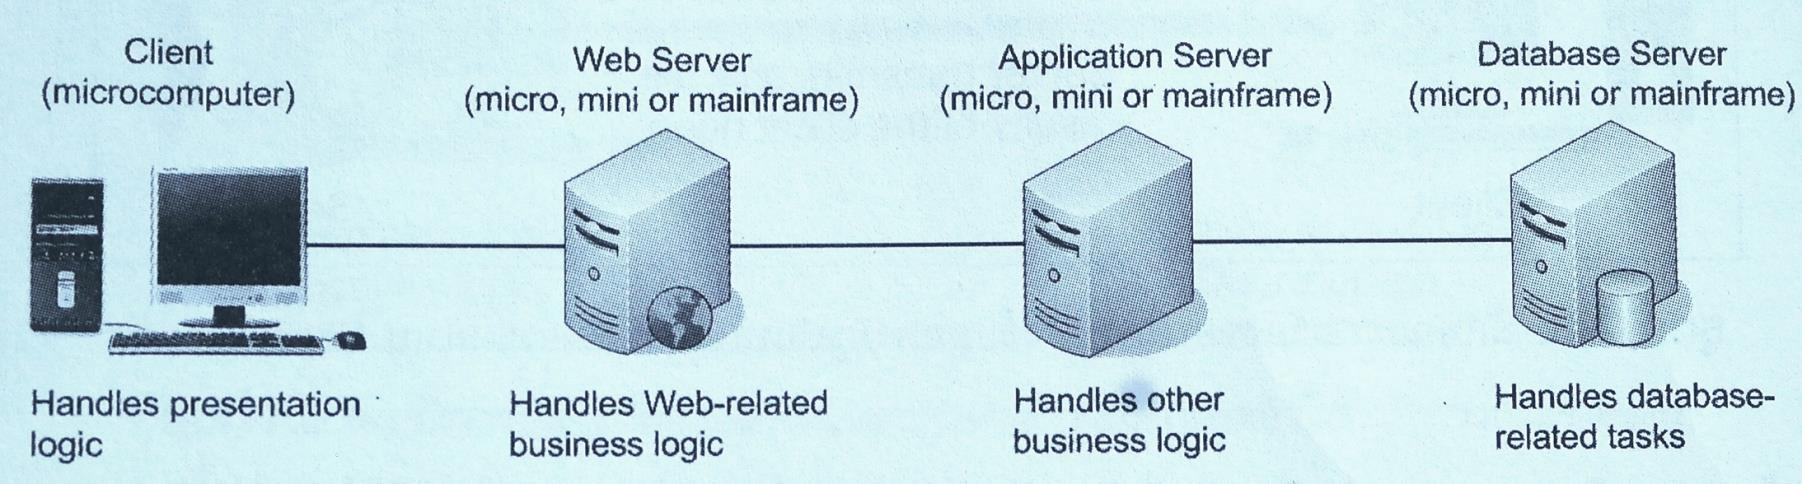 Client
(microcomputer)
Web Server
(micro, mini or mainframe)
Application Server
(micro, mini or mainframe)
Database Server
(micro, mini or mainframe)
Handles presentation
logic
Handles Web-related
business logic
Handles other
business logic
Handles database-
related tasks